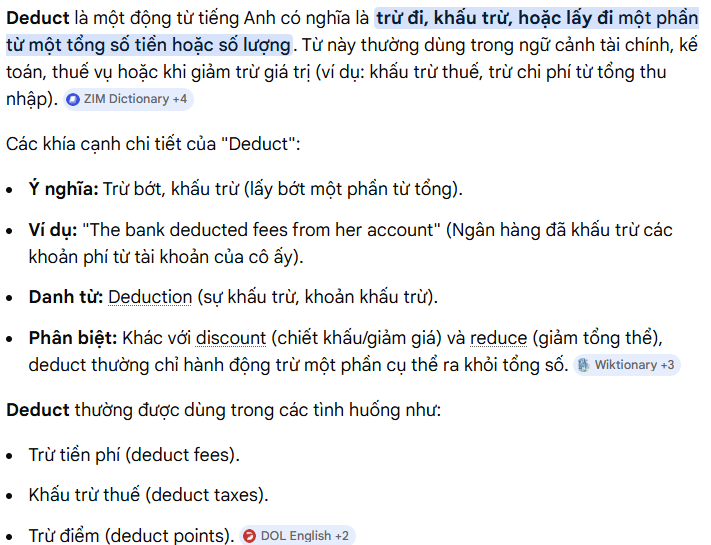 Deduct là một động từ tiếng Anh có nghĩa là trừ đi, khấu trừ, hoặc lấy đi một phần
từ một tổng số tiền hoặc số lượng. Từ này thường dùng trong ngữ cảnh tài chính, kế
toán, thuế vụ hoặc khi giảm trừ giá trị (ví dụ: khấu trừ thuế, trừ chi phí từ tổng thu
nhập). ZIM Dictionary +4
Các khía cạnh chi tiết của "Deduct":
• Ý nghĩa: Trừ bớt, khấu trừ (lấy bớt một phần từ tổng).
• Ví dụ: "The bank deducted fees from her account" (Ngân hàng đã khấu trừ các
khoản phí từ tài khoản của cô ấy).
• Danh từ: Deduction (sự khấu trừ, khoản khấu trừ).
• Phân biệt: Khác với discount (chiết khấu/giảm giá) và reduce (giảm tổng thể),
deduct thường chỉ hành động trừ một phần cụ thể ra khỏi tổng số. Wiktionary +3
Deduct thường được dùng trong các tình huống như:
• Trừ tiền phí (deduct fees).
• Khấu trừ thuế (deduct taxes).
• Trừ điểm (deduct points). DOL English +2